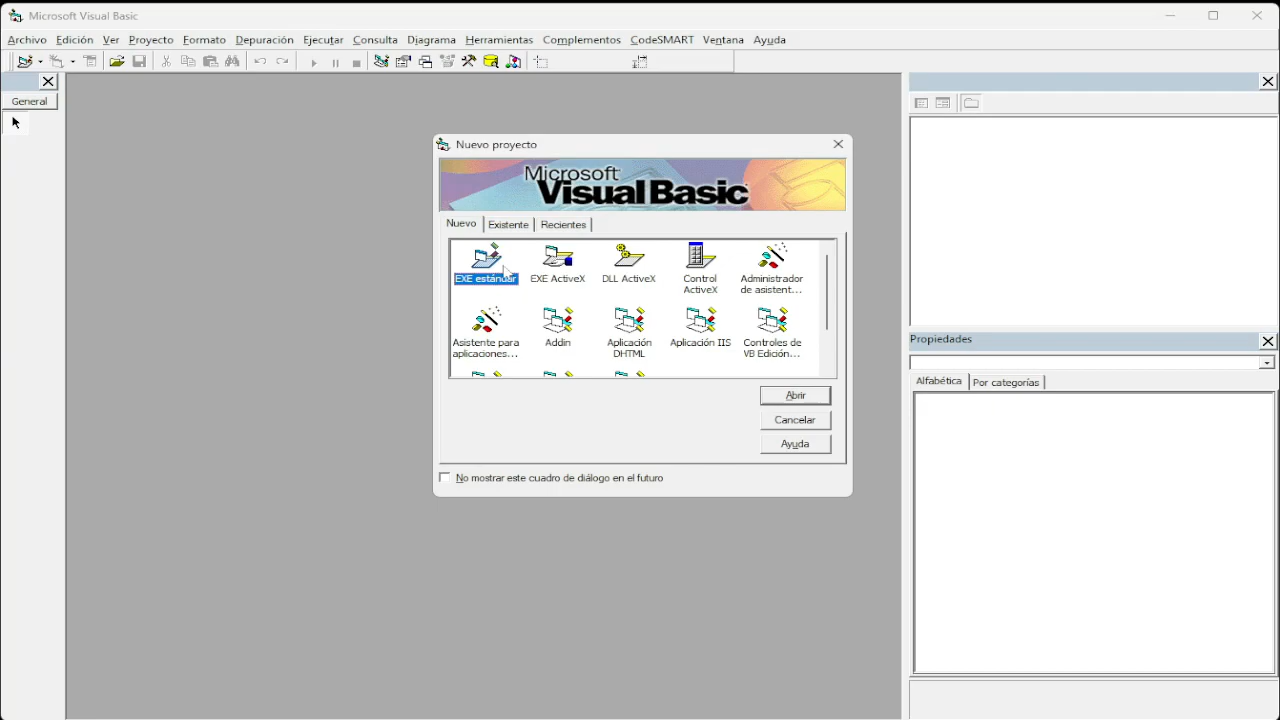 Microsoft Visual Basic
Archivo Edición Ver Proyecto Formato Depuración Ejecutar Consulta Diagrama Herramientas Complementos CodeSMART Ventana Ayuda
General
Nuevo proyecto
Microsoft
Visual Basic
Nuevo Existente Recientes
EXE estándar EXE ActiveX DLL ActiveX Control ActiveX Administrador de asistent...
Asistente para aplicaciones... Addin Aplicación DHTML Aplicación IIS Controles de VB Edición...
Abrir
Cancelar
Ayuda
No mostrar este cuadro de diálogo en el futuro
Propiedades
Alfabética Por categorías